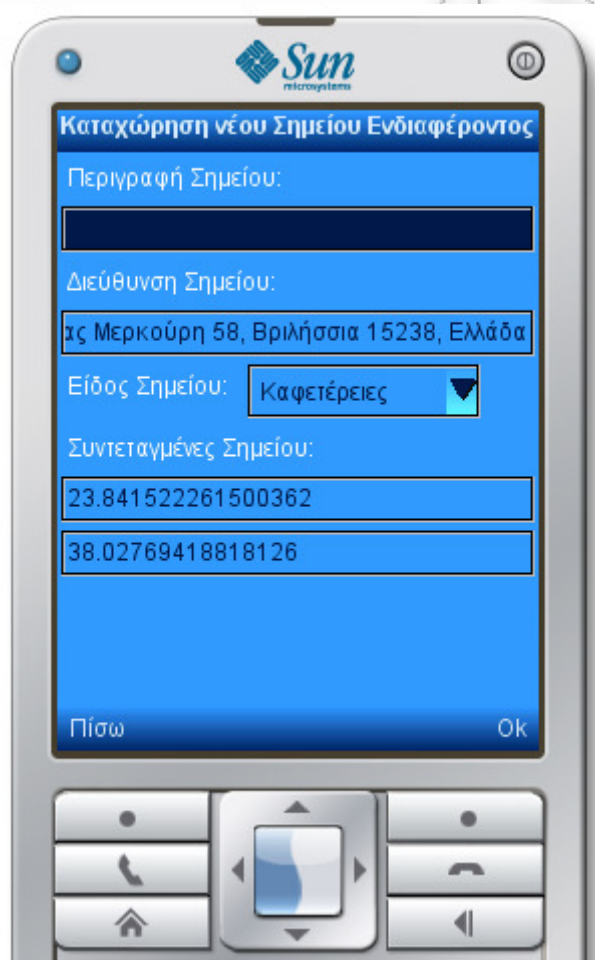 Sun
microsystems
Καταχώρηση νέου Σημείου Ενδιαφέροντος
Περιγραφή Σημείου:
Διεύθυνση Σημείου:
ας Μερκούρη 58, Βριλήσσια 15238, Ελλάδα
Είδος Σημείου: Καφετέρειες
Συντεταγμένες Σημείου:
23.841522261500362
38.02769418818126
Πίσω Ok